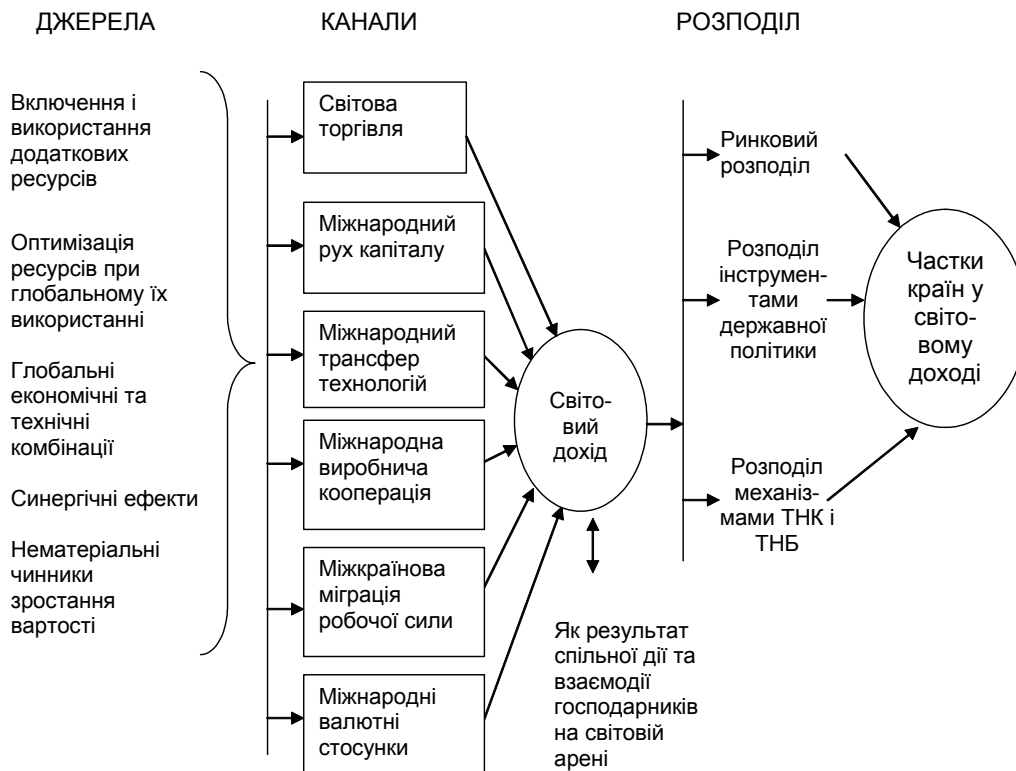 ДЖЕРЕЛА
Включення і
використання
додаткових
ресурсів
Оптимізація
ресурсів при
глобальному їх
використанні
Глобальні
економічні та
технічні
комбінації
Синергічні ефекти
Нематеріальні
чинники
зростання
вартості
КАНАЛИ
Світова
торгівля
Міжнародний
рух капіталу
Міжнародний
трансфер
технологій
Міжнародна
виробнича
кооперація
Міжкраїнова
міграція
робочої сили
Міжнародні
валютні
стосунки
Світо-
вий
дохід
Як результат
спільної дії та
взаємодії
господарників
на світовій
арені
РОЗПОДІЛ
Ринковий
розподіл
Розподіл
інструмен-
тами
державної
політики
Розподіл
механіз-
мами ТНК і
ТНБ
Частки
країн у
світо-
вому
доході